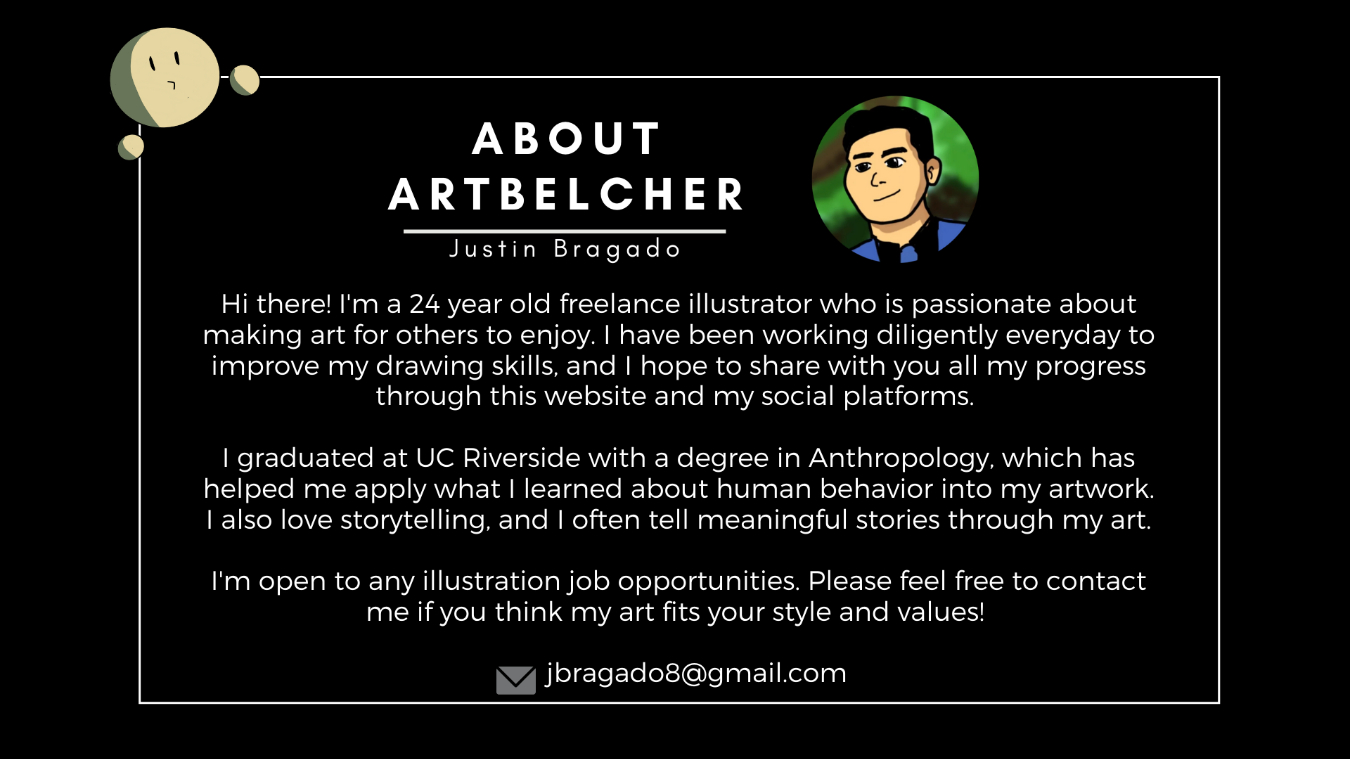 ABOUT
ARTBELCHER
Justin Bragado
Hi there! I'm a 24 year old freelance illustrator who is passionate about
making art for others to enjoy. I have been working diligently everyday to
improve my drawing skills, and I hope to share with you all my progress
through this website and my social platforms.
I graduated at UC Riverside with a degree in Anthropology, which has
helped me apply what I learned about human behavior into my artwork.
I also love storytelling, and I often tell meaningful stories through my art.
I'm open to any illustration job opportunities. Please feel free to contact
me if you think my art fits your style and values!
jbragado8@gmail.com